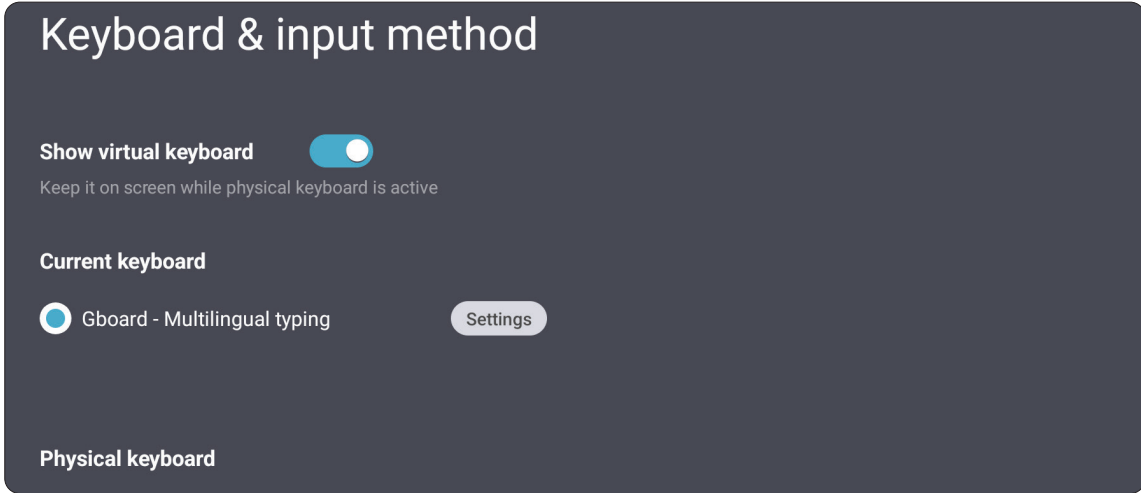 Keyboard & input method
Show virtual keyboard
Keep it on screen while physical keyboard is active
Current keyboard
Gboard - Multilingual typing Settings
Physical keyboard